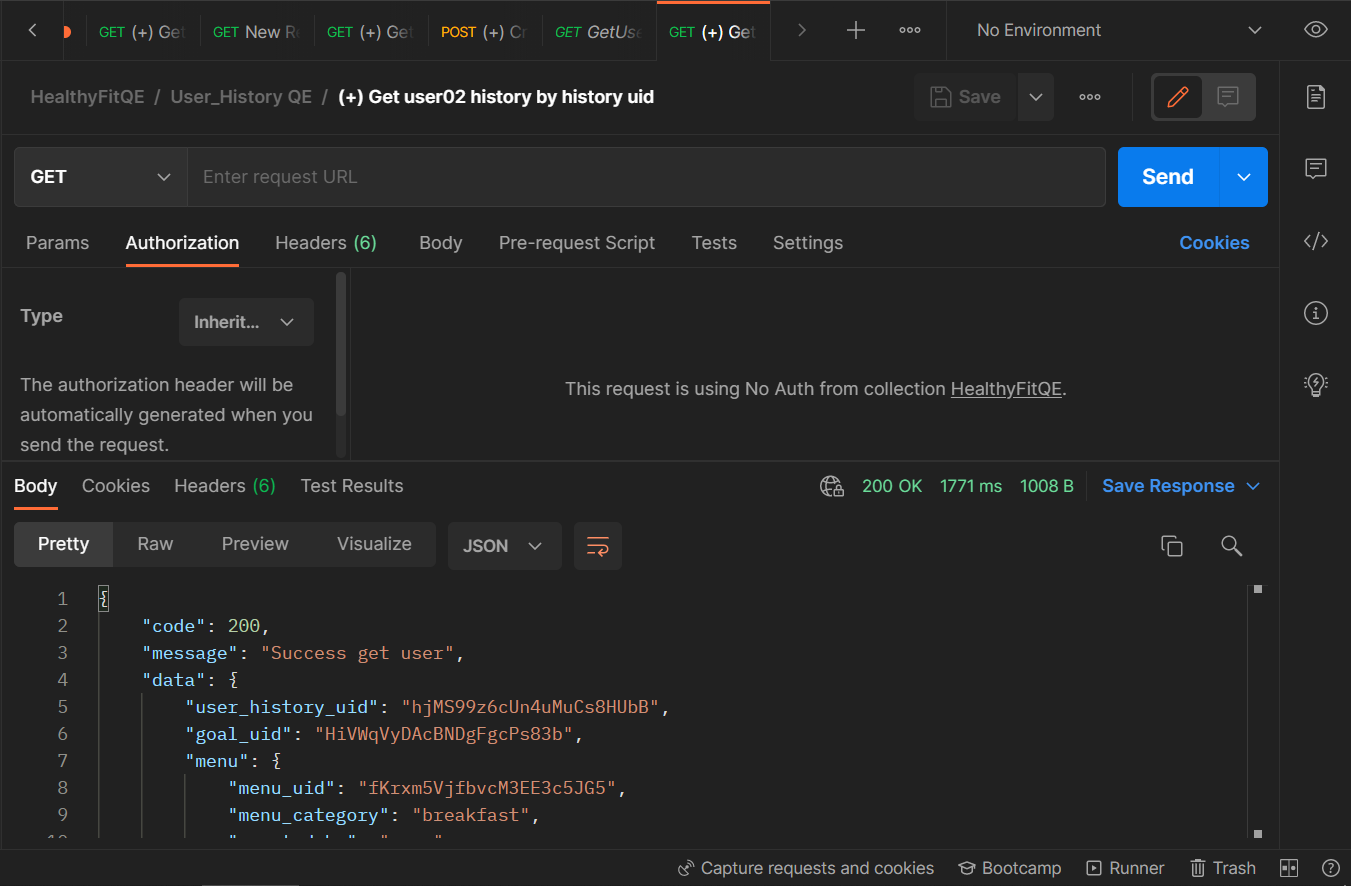 GET (+) Get
GET New Re
GET (+) Get
POST (+) Cr
GET GetUse
GET (+) Get
No Environment
HealthyFitQE / User_History QE / (+) Get user02 history by history uid
Save
GET
Enter request URL
Send
Params Authorization Headers (6) Body Pre-request Script Tests Settings Cookies
Type
Inherit...
The authorization header will be
automatically generated when you
send the request.
This request is using No Auth from collection HealthyFitQE.
Body Cookies Headers (6) Test Results
200 OK 1771 ms 1008 B Save Response
Pretty Raw Preview Visualize JSON
1 {
2 "code": 200,
3 "message": "Success get user",
4 "data": {
5 "user_history_uid": "hjMS99z6cUn4uMuCs8HUbB",
6 "goal_uid": "HiVWqVyDAcBNDgFgcPs83b",
7 "menu": {
8 "menu_uid": "fKrxm5VjfbvcM3EE3c5JG5",
9 "menu_category": "breakfast",
10
Capture requests and cookies Bootcamp Runner Trash